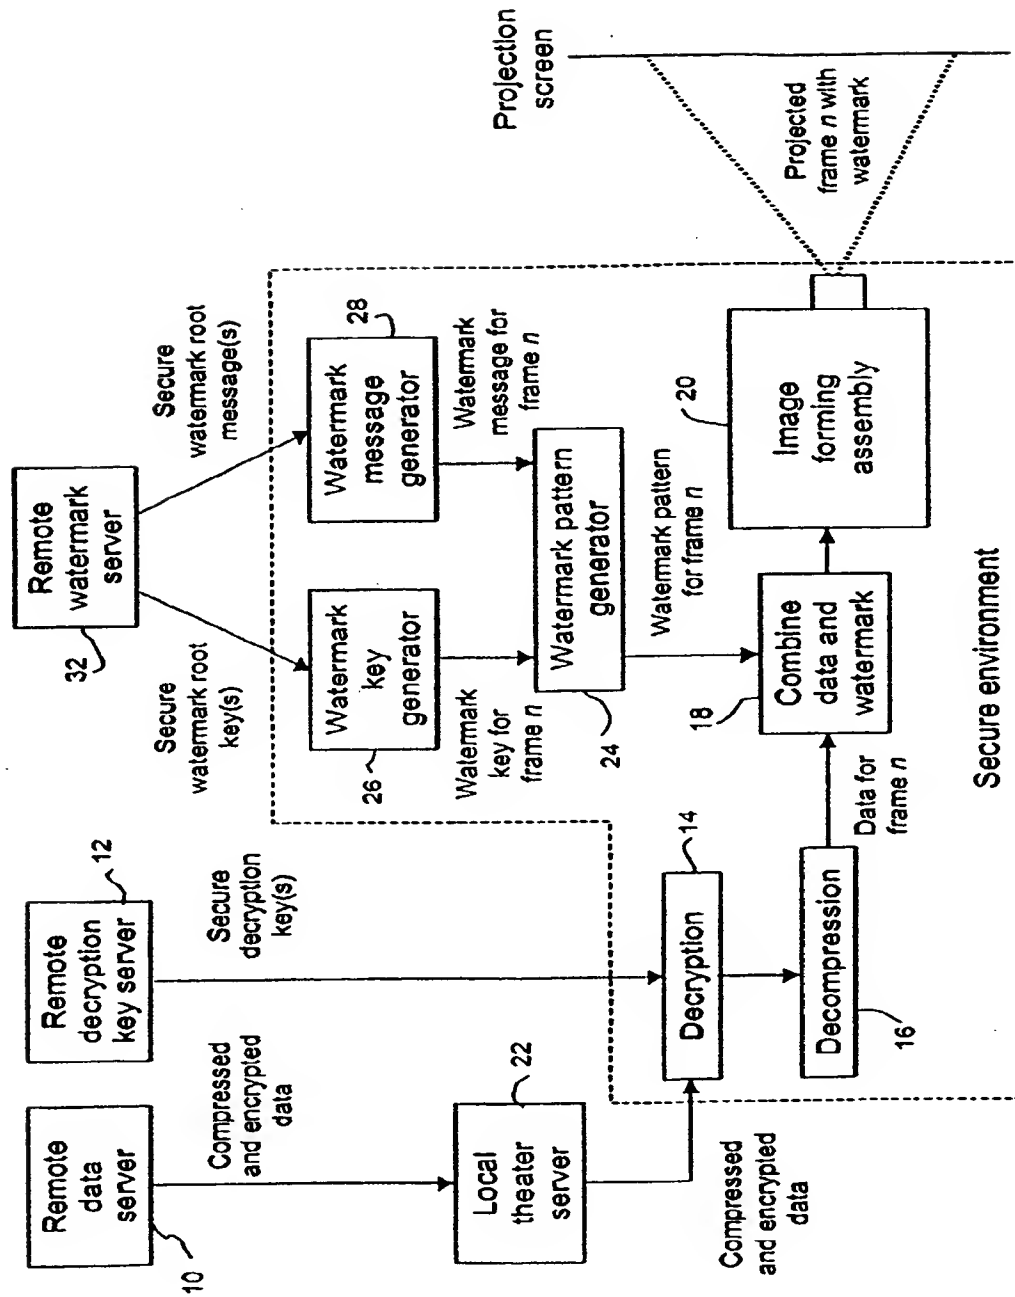 Remote
data
server
10
Remote
decryption
key server
12
Remote
watermark
server
32
Compressed
and encrypted
data
Secure
decryption
key(s)
Secure
watermark root
key(s)
Secure
watermark root
message(s)
Local
theater
server
22
Watermark
key
generator
26
Watermark
message
generator
28
Watermark
key for
frame n
Watermark
message for
frame n
Watermark pattern
generator
24
Watermark pattern
for frame n
Compressed
and encrypted
data
Decryption
14
Decompression
16
Data for
frame n
Combine
data and
watermark
18
Image
forming
assembly
20
Projected
frame n with
watermark
Projection
screen
Secure environment